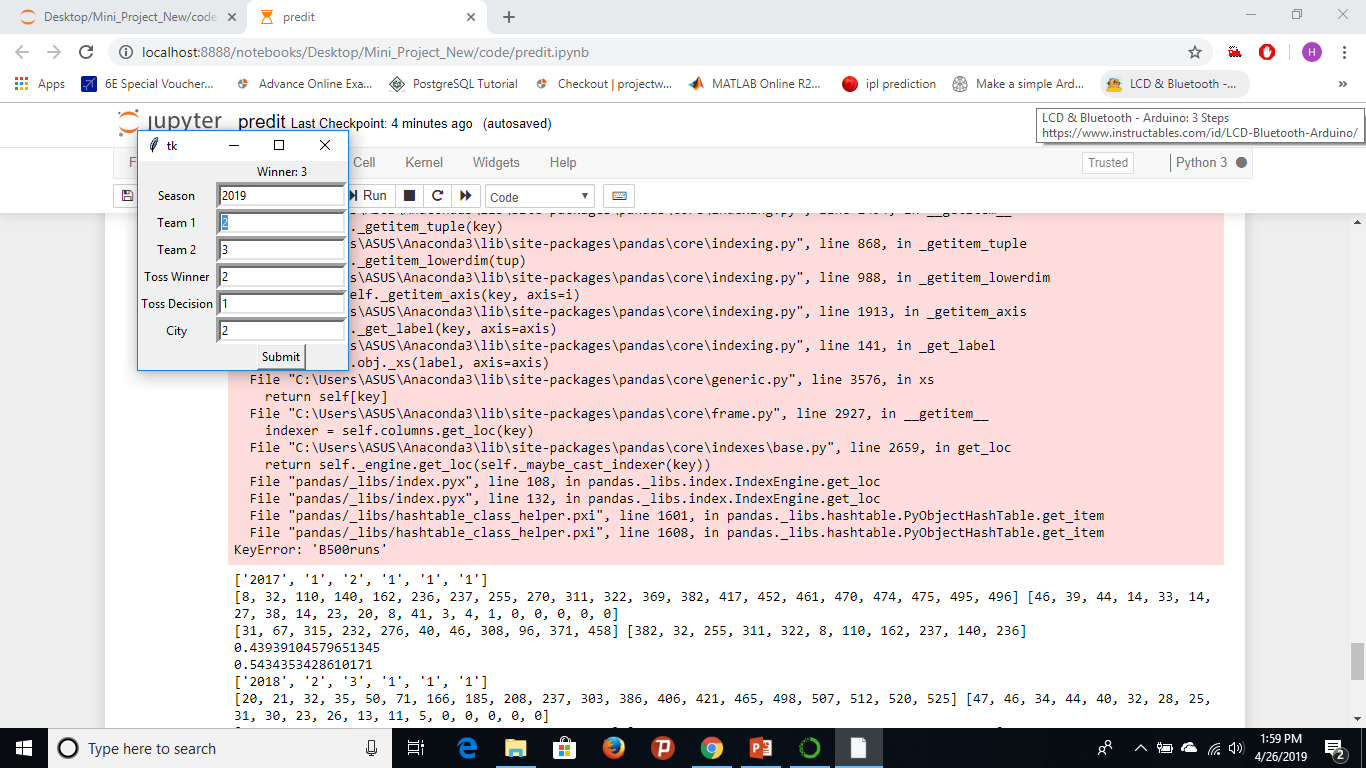 Desktop/Mini_Project_New/code
predit
localhost:8888/notebooks/Desktop/Mini_Project_New/code/predit.ipynb
H
Apps
6E Special Voucher...
Advance Online Exa...
PostgreSQL Tutorial
Checkout | projectw...
MATLAB Online R2...
ipl prediction
Make a simple Ard...
LCD & Bluetooth -...
LCD & Bluetooth - Arduino: 3 Steps
https://www.instructables.com/id/LCD-Bluetooth-Arduino/
jupyter predit Last Checkpoint: 4 minutes ago (autosaved)
Cell Kernel Widgets Help
Trusted
Python 3
Run
Code
tk
Winner: 3
Season 2019
Team 1 2
Team 2 3
Toss Winner 2
Toss Decision 1
City 2
Submit
._getitem_tuple(key)
s\ASUS\Anaconda3\lib\site-packages\pandas\core\indexing.py", line 868, in _getitem_tuple
._getitem_lowerdim(tup)
s\ASUS\Anaconda3\lib\site-packages\pandas\core\indexing.py", line 988, in _getitem_lowerdim
elf._getitem_axis(key, axis=i)
s\ASUS\Anaconda3\lib\site-packages\pandas\core\indexing.py", line 1913, in _getitem_axis
._get_label(key, axis=axis)
s\ASUS\Anaconda3\lib\site-packages\pandas\core\indexing.py", line 141, in _get_label
.obj._xs(label, axis=axis)
File "C:\Users\ASUS\Anaconda3\lib\site-packages\pandas\core\generic.py", line 3576, in xs
return self[key]
File "C:\Users\ASUS\Anaconda3\lib\site-packages\pandas\core\frame.py", line 2927, in __getitem__
indexer = self.columns.get_loc(key)
File "C:\Users\ASUS\Anaconda3\lib\site-packages\pandas\core\indexes\base.py", line 2659, in get_loc
return self._engine.get_loc(self._maybe_cast_indexer(key))
File "pandas/_libs/index.pyx", line 108, in pandas._libs.index.IndexEngine.get_loc
File "pandas/_libs/index.pyx", line 132, in pandas._libs.index.IndexEngine.get_loc
File "pandas/_libs/hashtable_class_helper.pxi", line 1601, in pandas._libs.hashtable.PyObjectHashTable.get_item
File "pandas/_libs/hashtable_class_helper.pxi", line 1608, in pandas._libs.hashtable.PyObjectHashTable.get_item
KeyError: 'B500runs'
['2017', '1', '2', '1', '1', '1']
[8, 32, 110, 140, 162, 236, 237, 255, 270, 311, 322, 369, 382, 417, 452, 461, 470, 474, 475, 495, 496] [46, 39, 44, 14, 33, 14,
27, 38, 14, 23, 20, 8, 41, 3, 4, 1, 0, 0, 0, 0, 0]
[31, 67, 315, 232, 276, 40, 46, 308, 96, 371, 458] [382, 32, 255, 311, 322, 8, 110, 162, 237, 140, 236]
0.43939104579651345
0.5434353428610171
['2018', '2', '3', '1', '1', '1']
[20, 21, 32, 35, 50, 71, 166, 185, 208, 237, 303, 386, 406, 421, 465, 498, 507, 512, 520, 525] [47, 46, 34, 44, 40, 32, 28, 25,
31, 30, 23, 26, 13, 11, 5, 0, 0, 0, 0, 0]
Type here to search
1:59 PM
4/26/2019
2